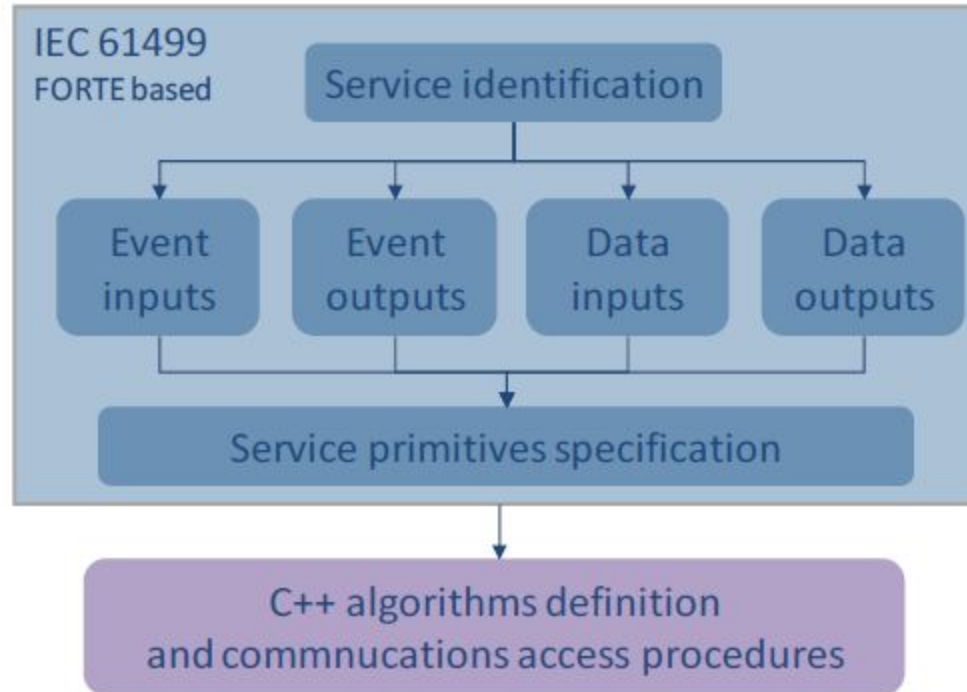 IEC 61499
FORTE based
Service identification
Event
inputs
Event
outputs
Data
inputs
Data
outputs
Service primitives specification
C++ algorithms definition
and commnucations access procedures